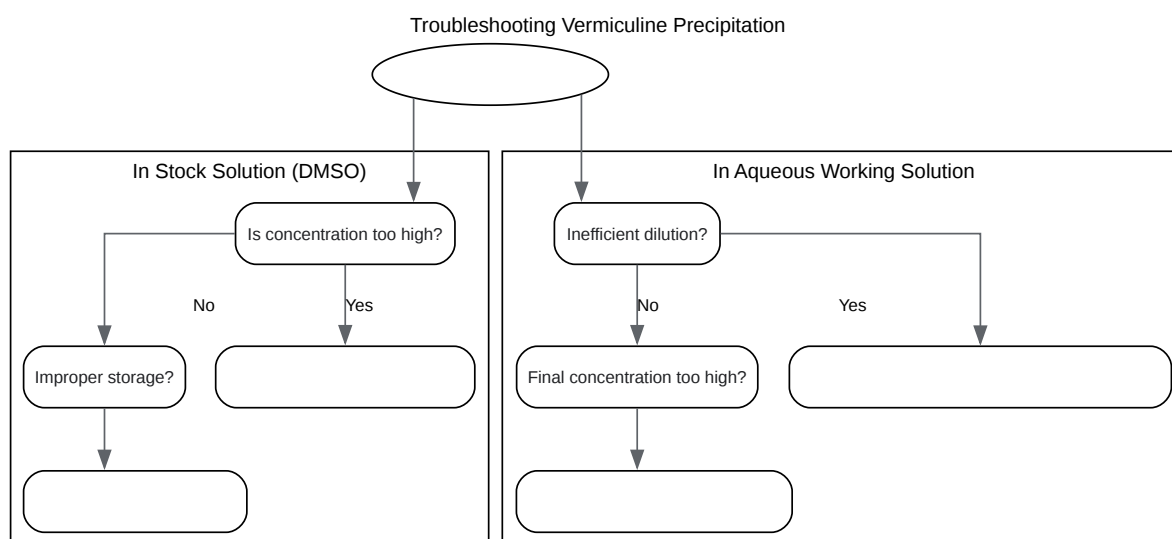 Troubleshooting Vermiculine Precipitation
In Stock Solution (DMSO)
Is concentration too high?
No
Yes
Improper storage?
In Aqueous Working Solution
Inefficient dilution?
No
Yes
Final concentration too high?